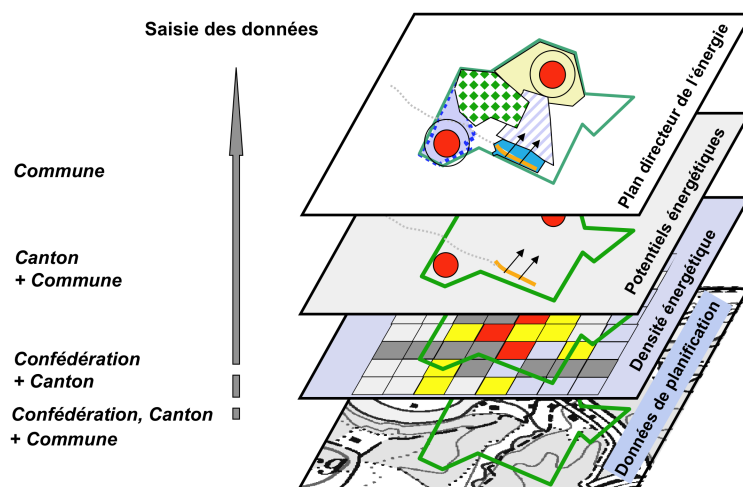 Saisie des données
Commune
Canton
+ Commune
Confédération
+ Canton
Confédération, Canton
+ Commune
Plan directeur de l'énergie
Potentiels énergétiques
Densité énergétique
Données de planification